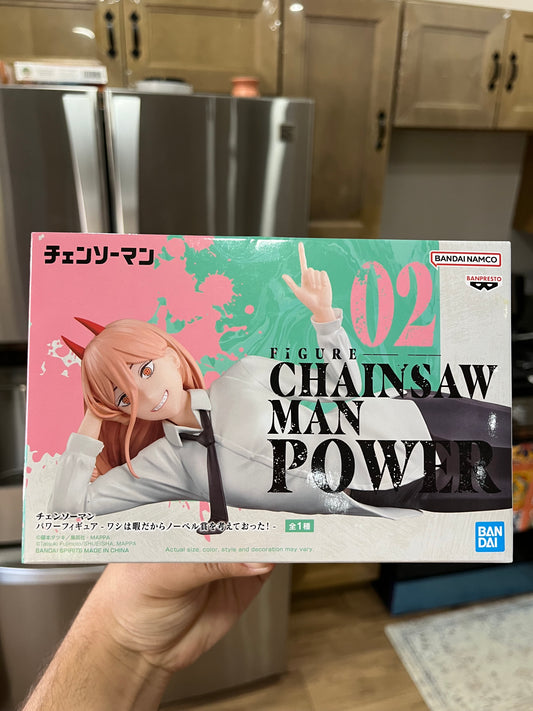 チェンソーマン
BANDAI NAMCO
BANPRESTO
02
FiGURE
CHAINSAW
MAN
POWER
チェンソーマン
パワーフィギュア - ワシは暇だからノーベル賞を考えておった! -
全1種
©藤本タツキ／集英社・MAPPA
©Tatsuki Fujimoto/SHUEISHA, MAPPA
BANDAI SPIRITS MADE IN CHINA
Actual size, color, style and decoration may vary.
BAN
DAI